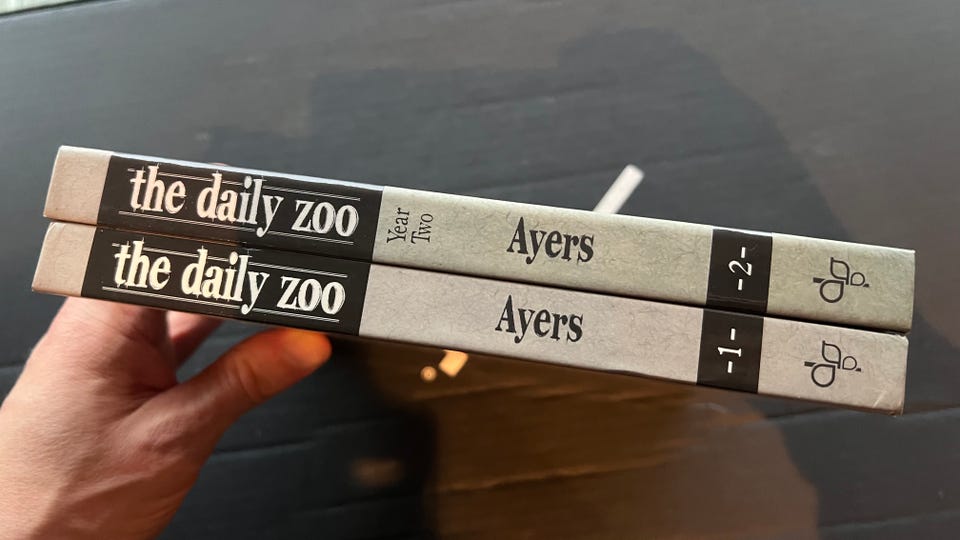 the daily zoo
Year
Two
Ayers
-2-
the daily zoo
Ayers
-1-